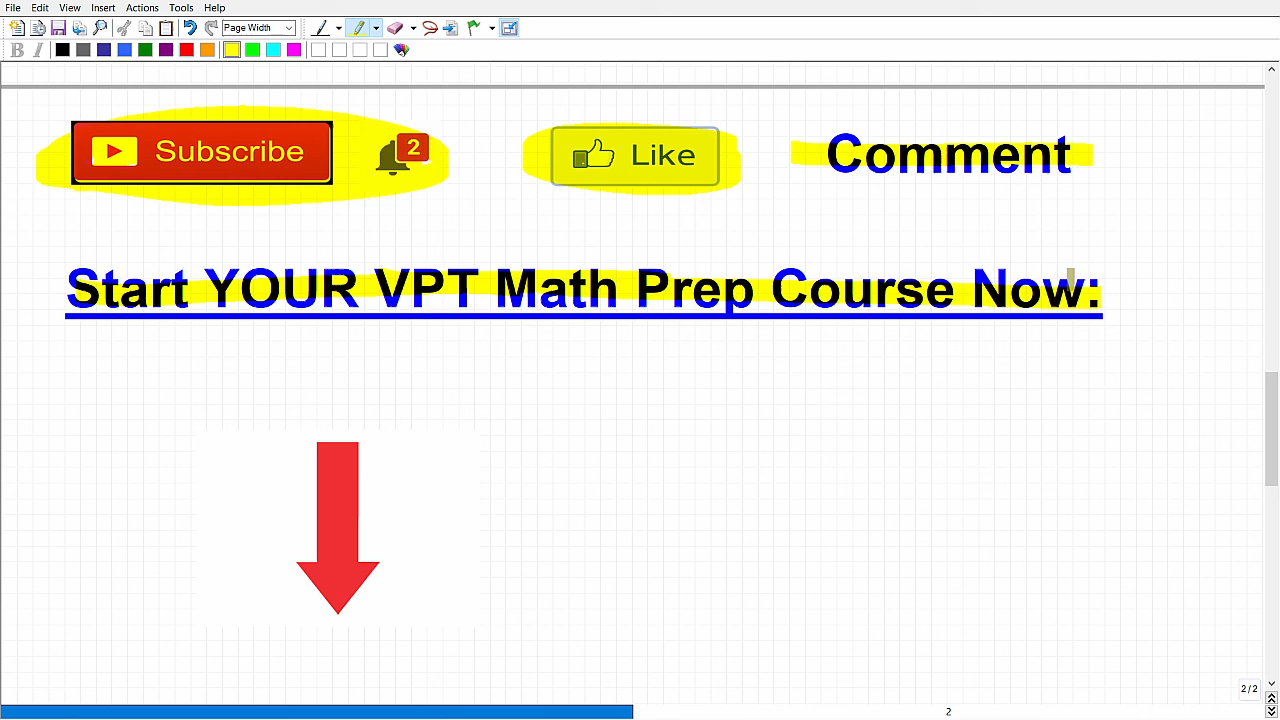 File Edit View Insert Actions Tools Help
Page Width
B I
Subscribe 2 Like Comment
Start YOUR VPT Math Prep Course Now:
2 / 2
2